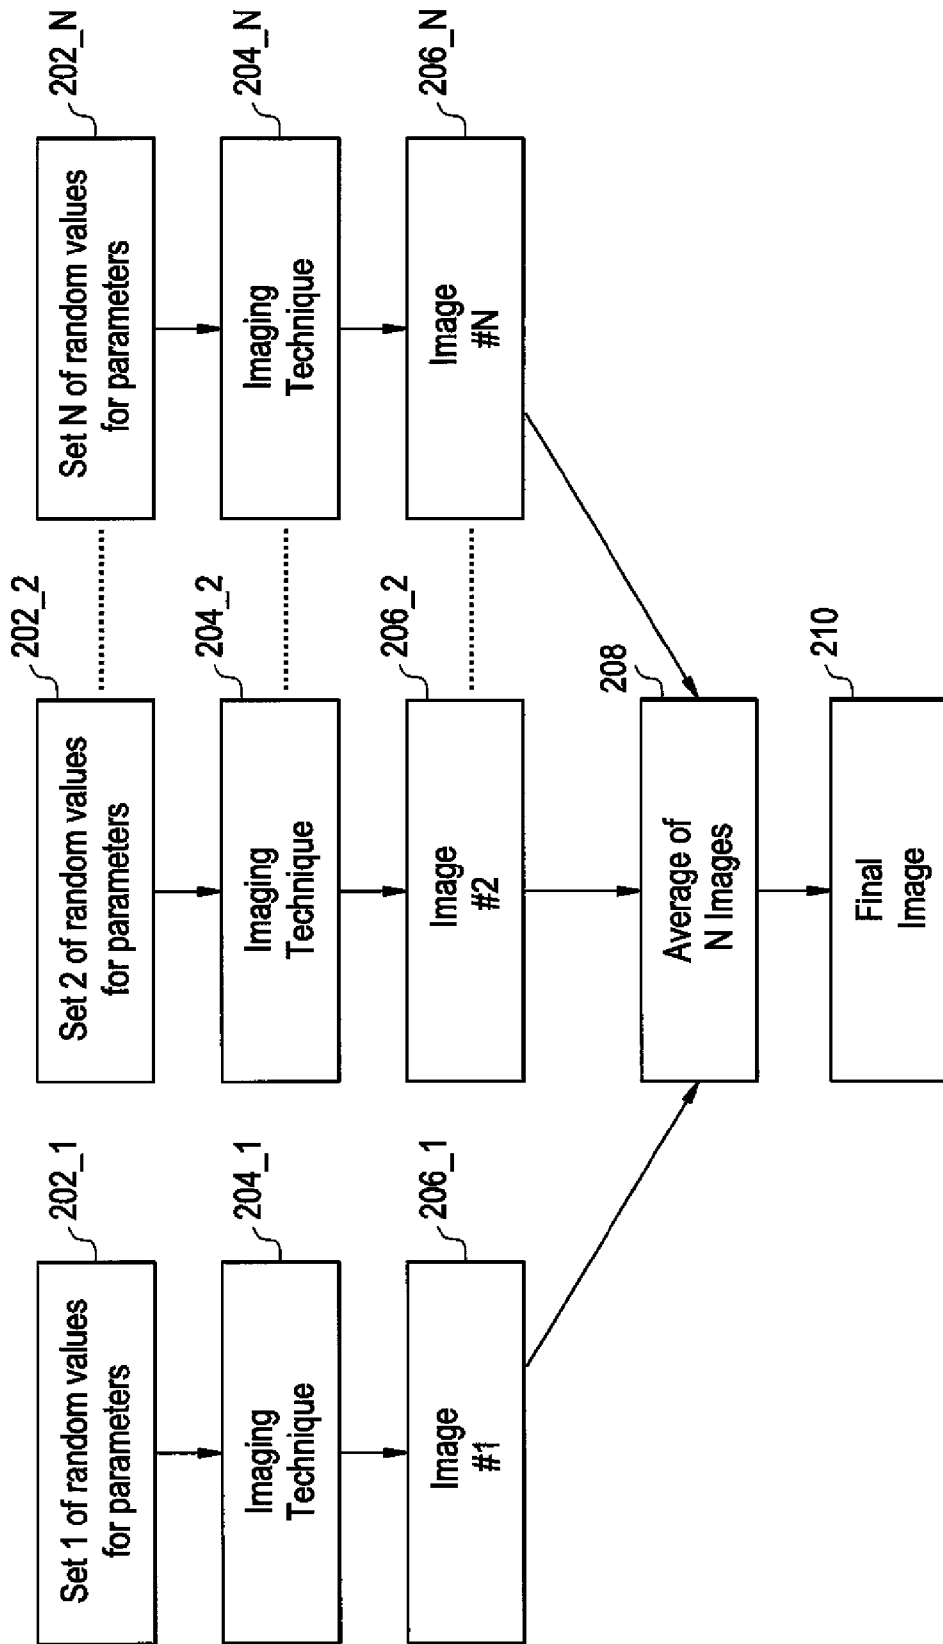 202_1
Set 1 of random values
for parameters
202_2
Set 2 of random values
for parameters
202_N
Set N of random values
for parameters
204_1
Imaging
Technique
204_2
Imaging
Technique
204_N
Imaging
Technique
206_1
Image
#1
206_2
Image
#2
206_N
Image
#N
208
Average of
N Images
210
Final
Image